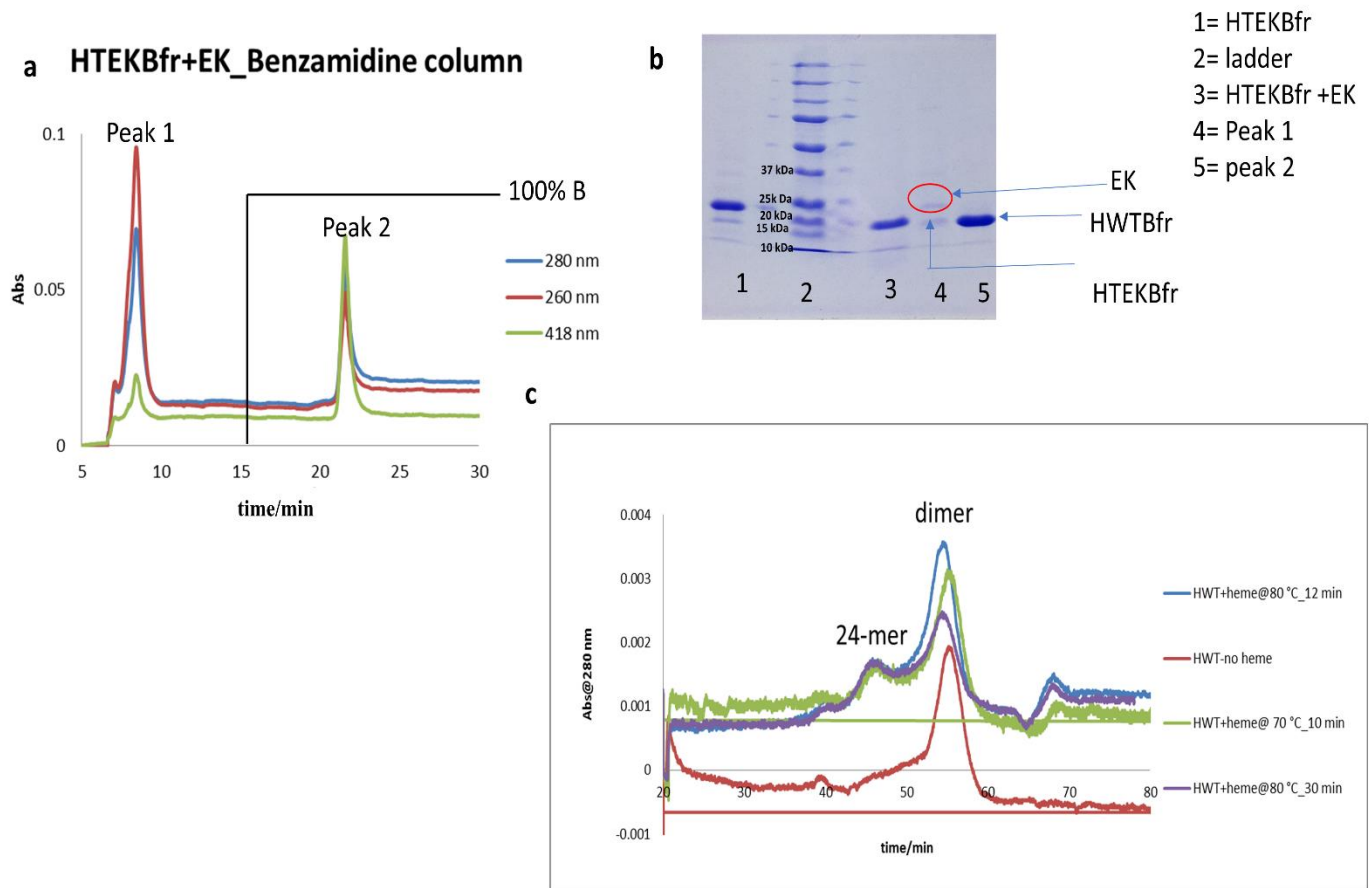 a HTEKBfr+EK_Benzamidine column
Peak 1
0.1
100% B
Peak 2
280 nm
260 nm
418 nm
Abs
0.05
0
5 10 15 20 25 30
time/min
b
1= HTEKBfr
2= ladder
3= HTEKBfr +EK
4= Peak 1
5= peak 2
37 kDa
25k Da
20 kDa
15 kDa
10 kDa
EK
HWTBfr
HTEKBfr
1 2 3 4 5
c
0.004
0.003
0.002
0.001
0
-0.001
Abs@280 nm
dimer
24-mer
HWT+heme@80 °C_12 min
HWT-no heme
HWT+heme@ 70 °C_10 min
HWT+heme@80 °C_30 min
20 30 40 50 60 70 80
time/min